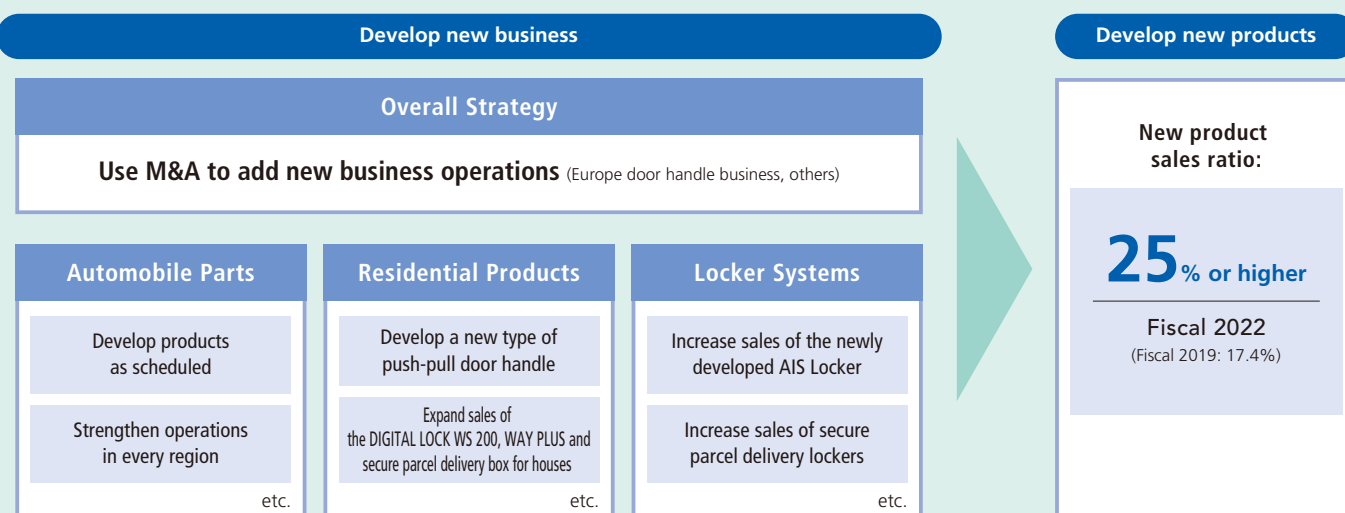 Develop new business
Overall Strategy
Use M&A to add new business operations (Europe door handle business, others)
Automobile Parts
Develop products
as scheduled
Strengthen operations
in every region
etc.
Residential Products
Develop a new type of
push-pull door handle
Expand sales of
the DIGITAL LOCK WS 200, WAY PLUS and
secure parcel delivery box for houses
etc.
Locker Systems
Increase sales of the newly
developed AIS Locker
Increase sales of secure
parcel delivery lockers
etc.
Develop new products
New product
sales ratio:
25% or higher
Fiscal 2022
(Fiscal 2019: 17.4%)